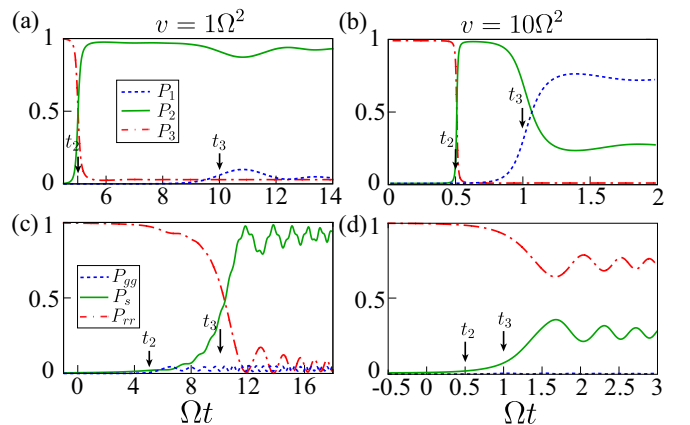 (a) v = 1Ω² (b) v = 10Ω²
1 1
P₁
P₂
P₃
0.5 0.5
t₂ t₃ t₂ t₃
0 0
6 8 10 12 14 0 0.5 1 1.5 2
(c) (d)
1 1
P_gg
P_s
P_rr
0.5 0.5
t₂ t₃ t₂ t₃
0 0
0 4 8 12 16 -0.5 0 0.5 1 1.5 2 2.5 3
Ωt Ωt